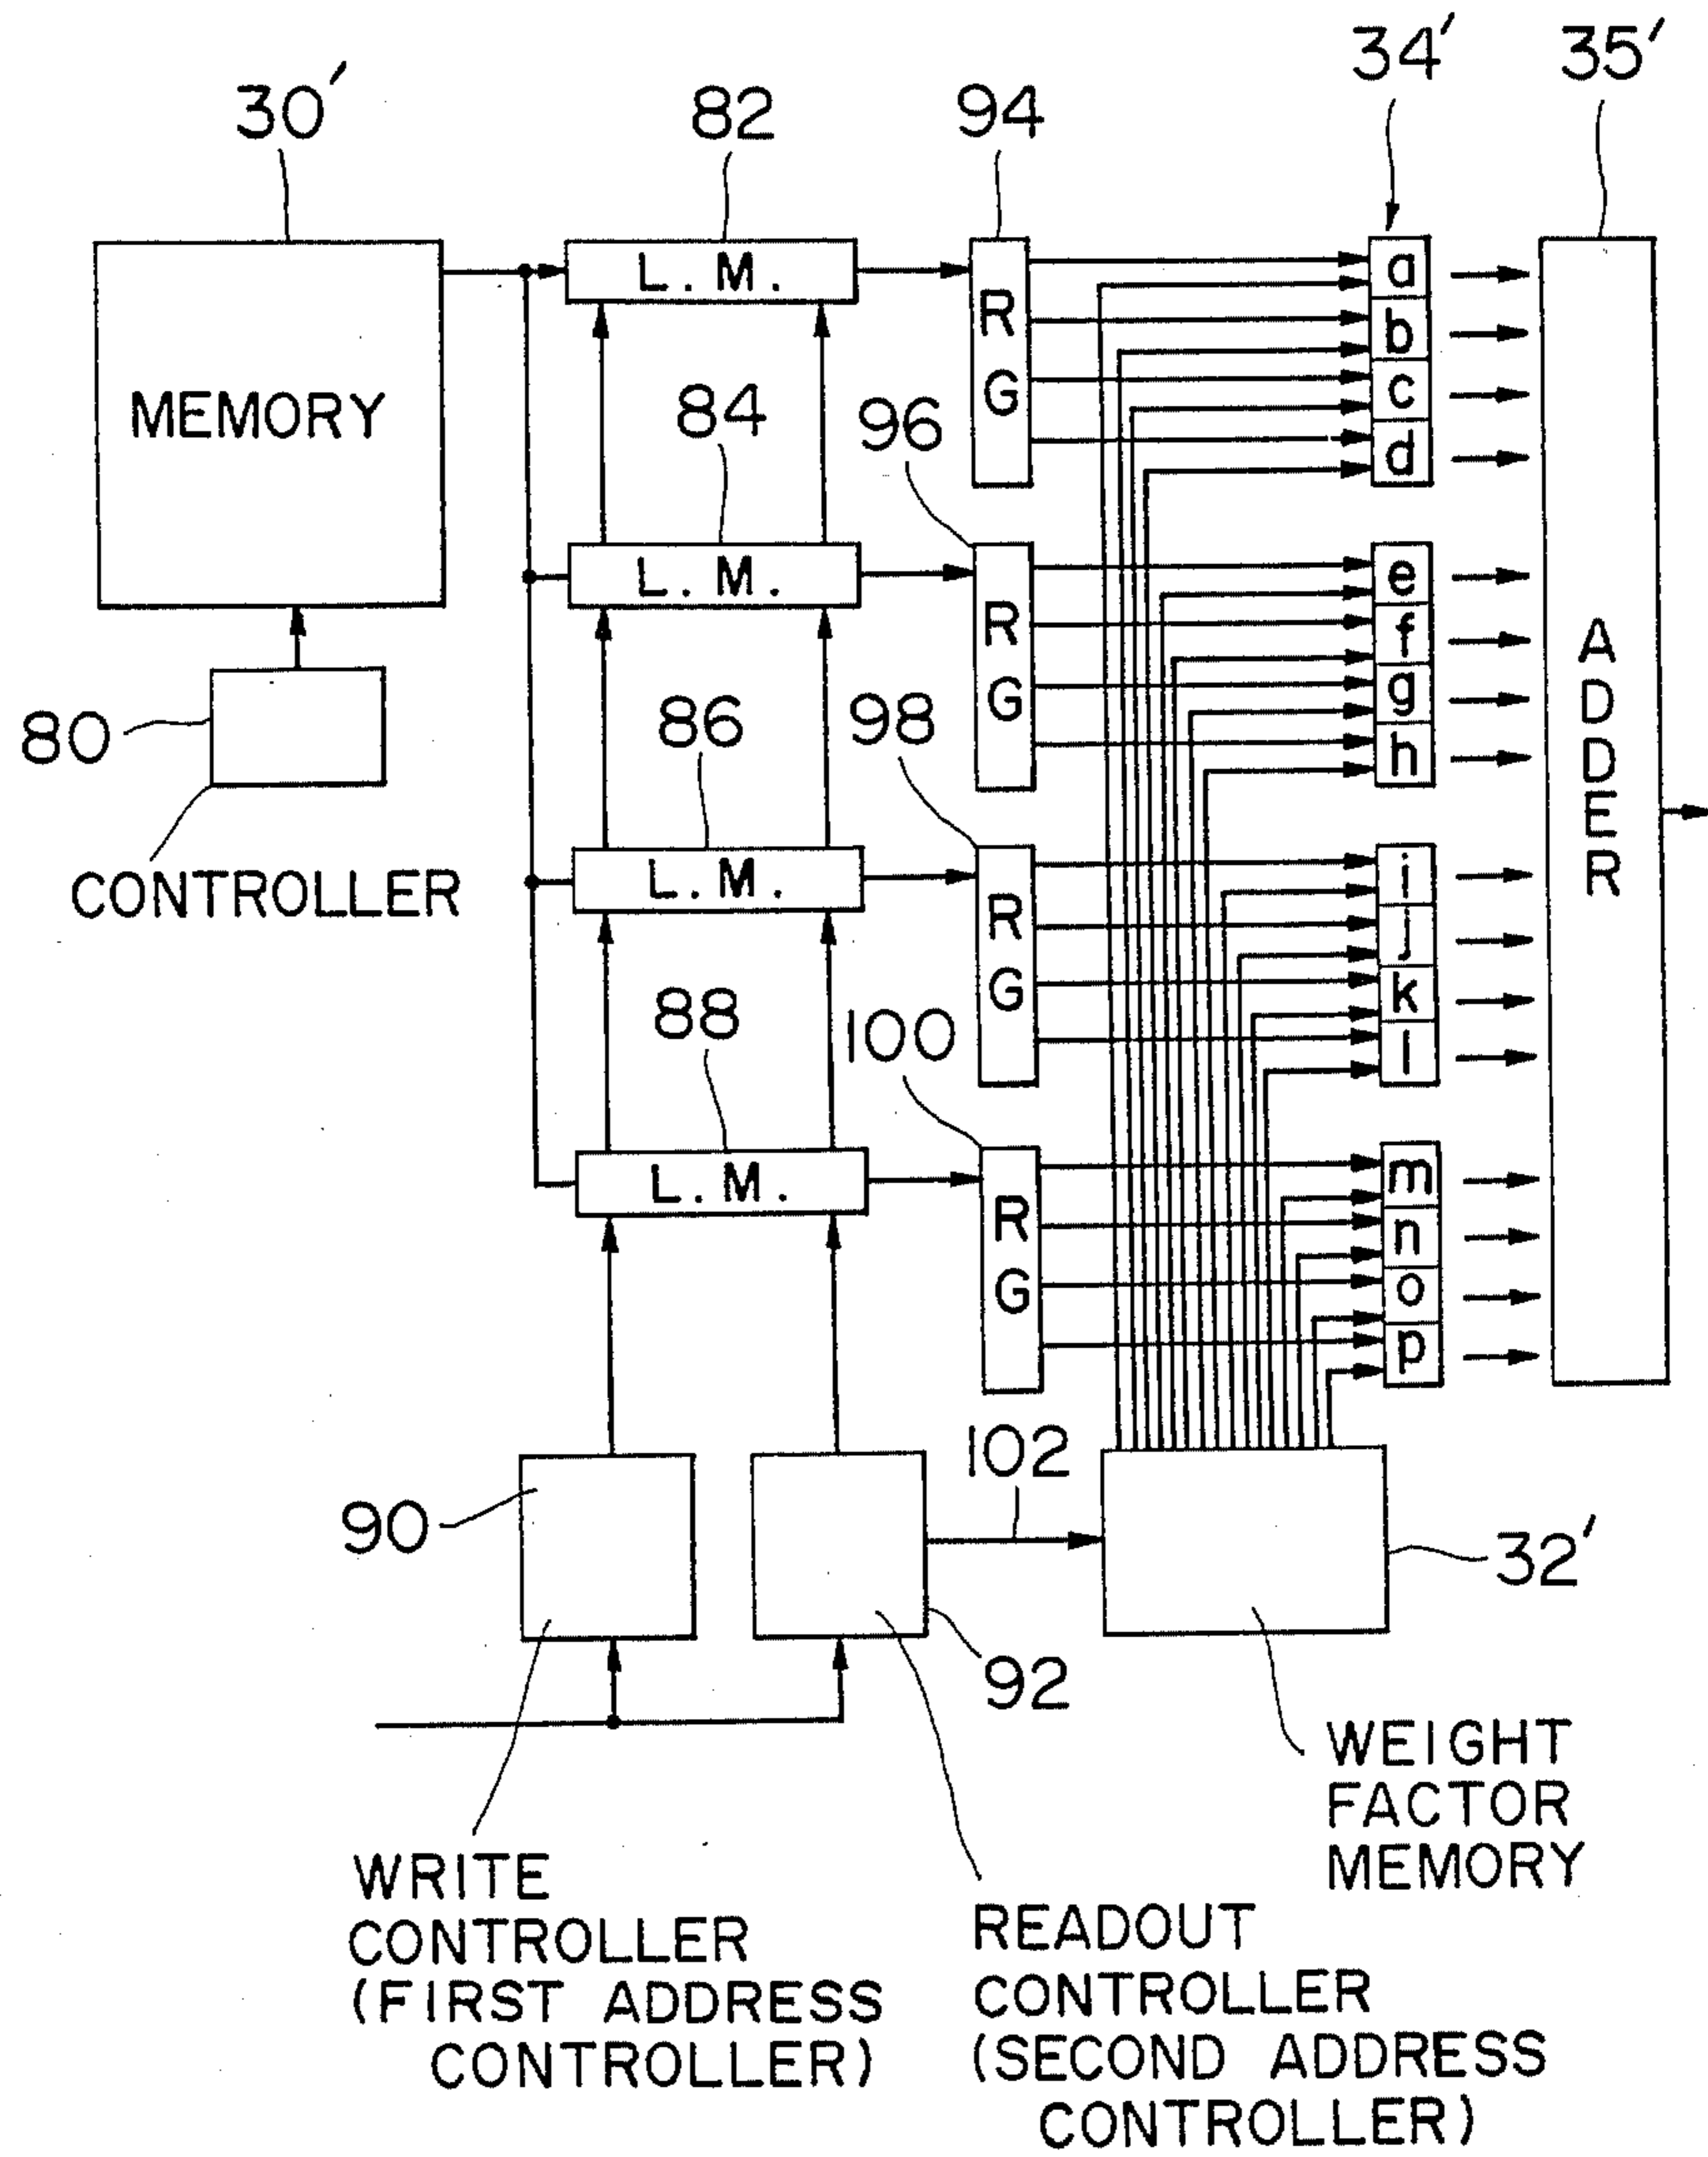 30'
82
94
34'
35'
L. M.
R
G
a
b
c
d
MEMORY
84
96
L. M.
R
G
e
f
g
h
A
D
D
E
R
80
CONTROLLER
86
98
L. M.
R
G
i
j
k
l
88
100
L. M.
R
G
m
n
o
p
90
102
92
32'
WRITE
CONTROLLER
(FIRST ADDRESS
CONTROLLER)
READOUT
CONTROLLER
(SECOND ADDRESS
CONTROLLER)
WEIGHT
FACTOR
MEMORY